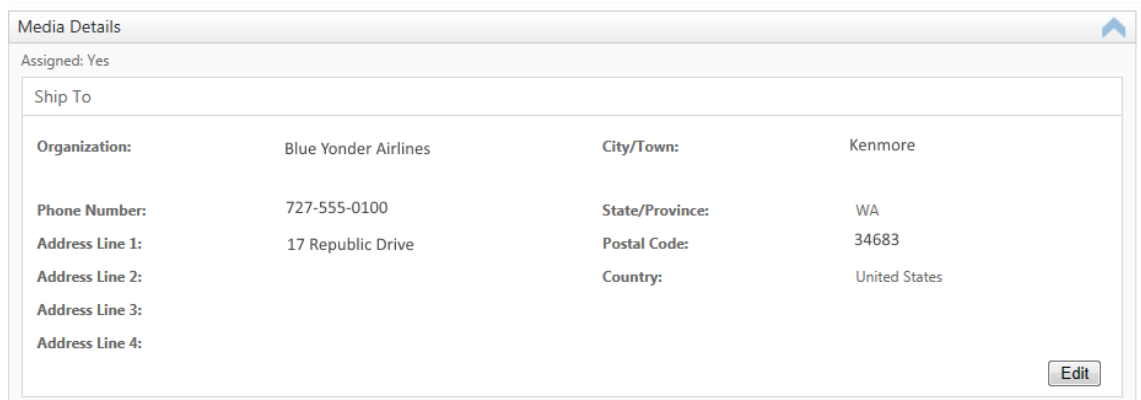 Media Details
Assigned: Yes
Ship To
Organization: Blue Yonder Airlines City/Town: Kenmore
Phone Number: 727-555-0100 State/Province: WA
Address Line 1: 17 Republic Drive Postal Code: 34683
Address Line 2: Country: United States
Address Line 3:
Address Line 4:
Edit